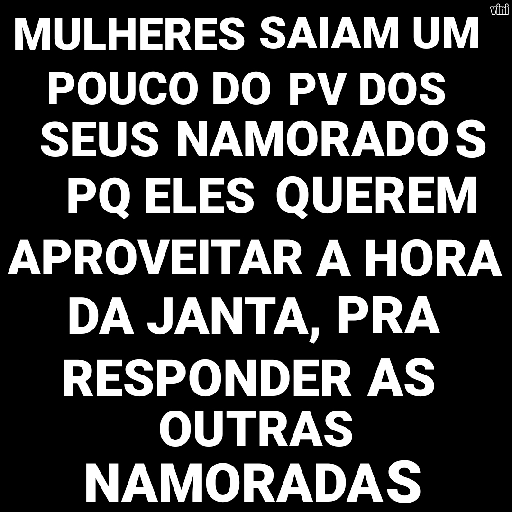 vini
MULHERES SAIAM UM
POUCO DO PV DOS
SEUS NAMORADOS
PQ ELES QUEREM
APROVEITAR A HORA
DA JANTA, PRA
RESPONDER AS
OUTRAS
NAMORADAS